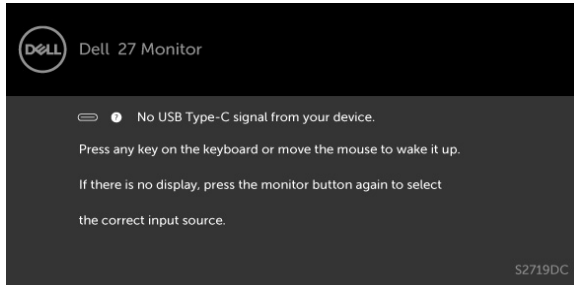 DELL
Dell 27 Monitor
? No USB Type-C signal from your device.
Press any key on the keyboard or move the mouse to wake it up.
If there is no display, press the monitor button again to select
the correct input source.
S2719DC